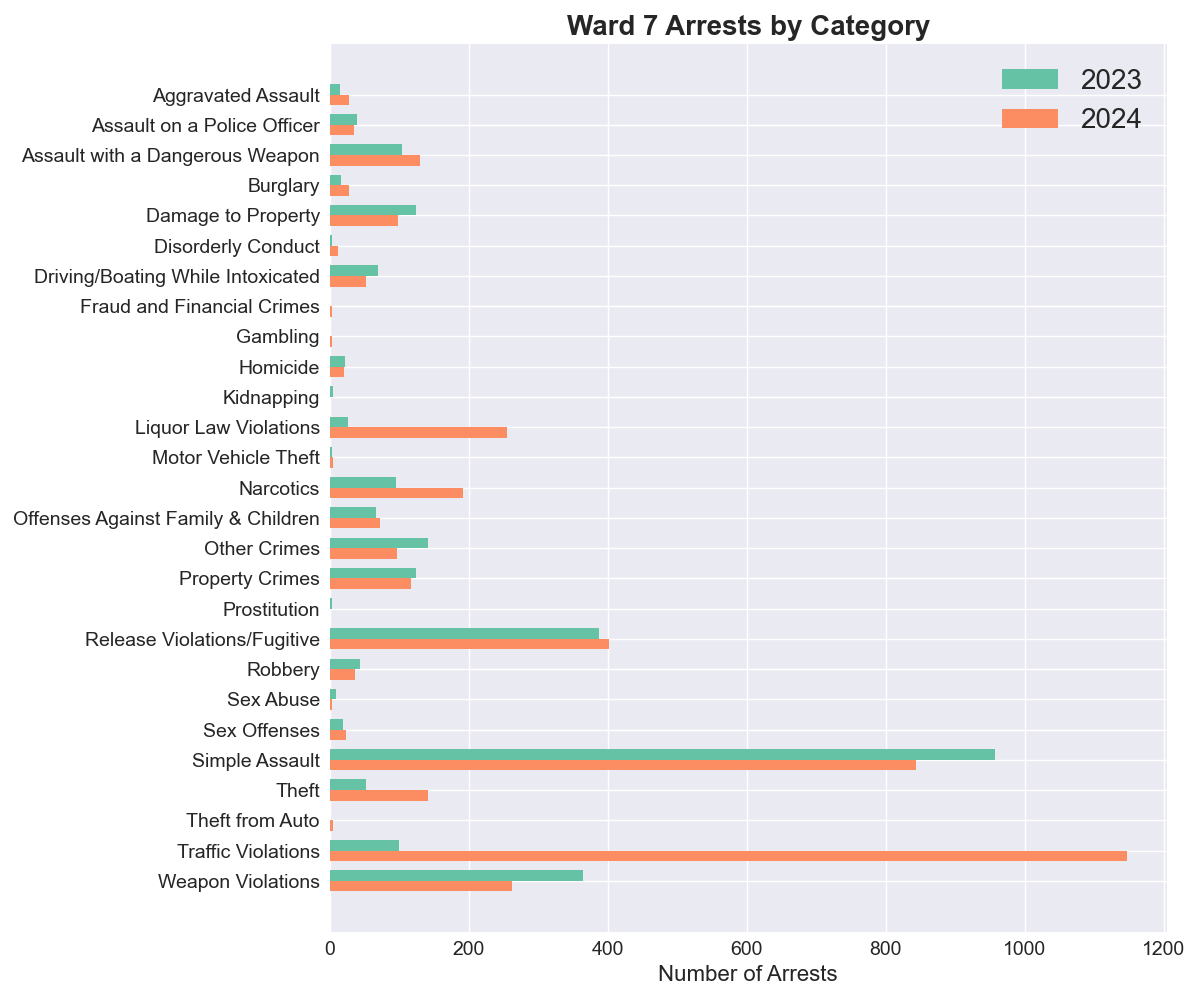 Ward 7 Arrests by Category
2023
2024
Aggravated Assault
Assault on a Police Officer
Assault with a Dangerous Weapon
Burglary
Damage to Property
Disorderly Conduct
Driving/Boating While Intoxicated
Fraud and Financial Crimes
Gambling
Homicide
Kidnapping
Liquor Law Violations
Motor Vehicle Theft
Narcotics
Offenses Against Family & Children
Other Crimes
Property Crimes
Prostitution
Release Violations/Fugitive
Robbery
Sex Abuse
Sex Offenses
Simple Assault
Theft
Theft from Auto
Traffic Violations
Weapon Violations
0 200 400 600 800 1000 1200
Number of Arrests